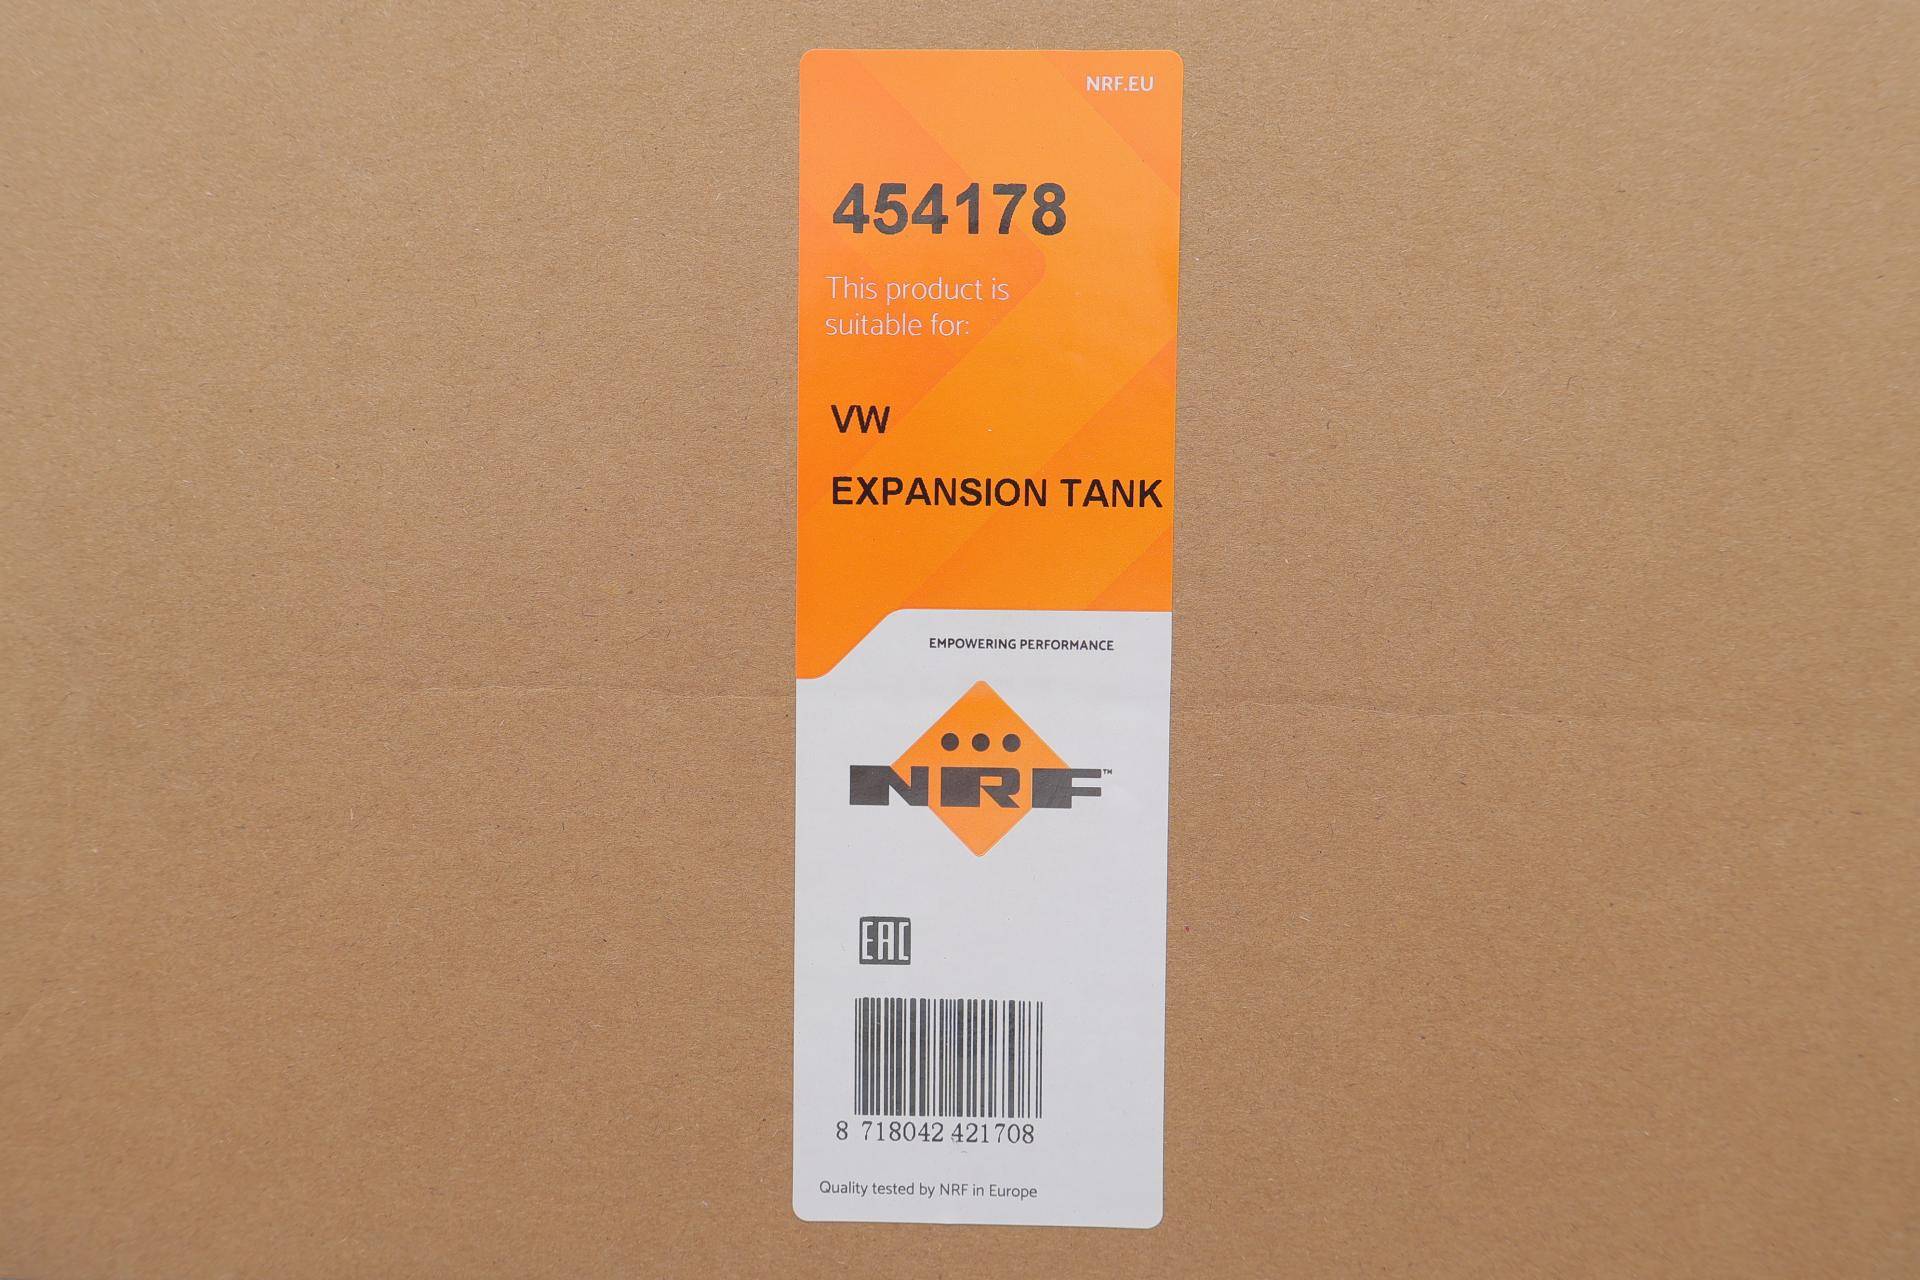 NRF.EU
454178
This product is
suitable for:
VW
EXPANSION TANK
EMPOWERING PERFORMANCE
NRF™
EAC
8 718042 421708
Quality tested by NRF in Europe